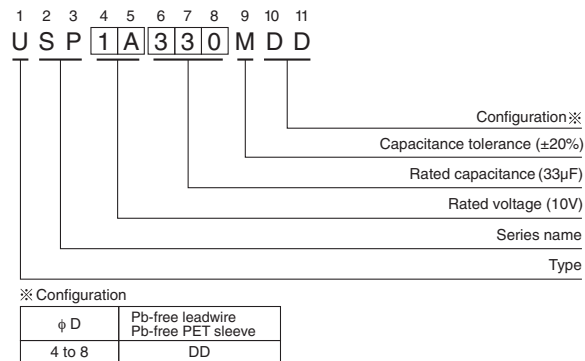 1 2 3 4 5 6 7 8 9 10 11
U S P 1 A 3 3 0 M D D
Configuration※
Capacitance tolerance (±20%)
Rated capacitance (33µF)
Rated voltage (10V)
Series name
Type
※ Configuration
ϕ D
Pb-free leadwire
Pb-free PET sleeve
4 to 8 DD